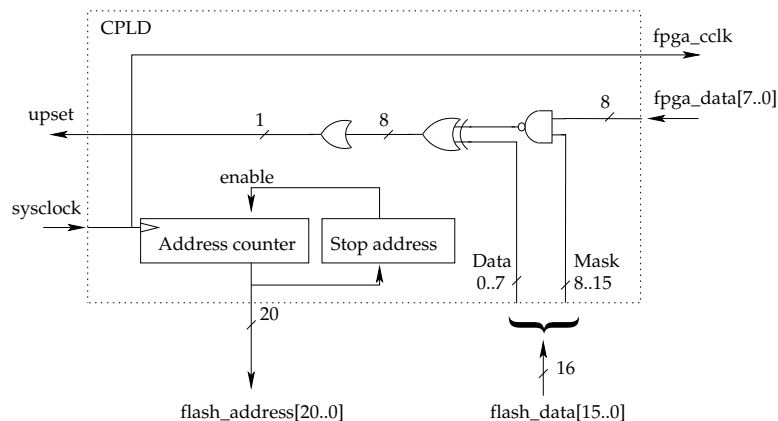 CPLD
fpga_cclk
fpga_data[7..0]
8
8
1
upset
enable
sysclock
Address counter
Stop address
Data
0..7
Mask
8..15
20
16
flash_address[20..0]
flash_data[15..0]